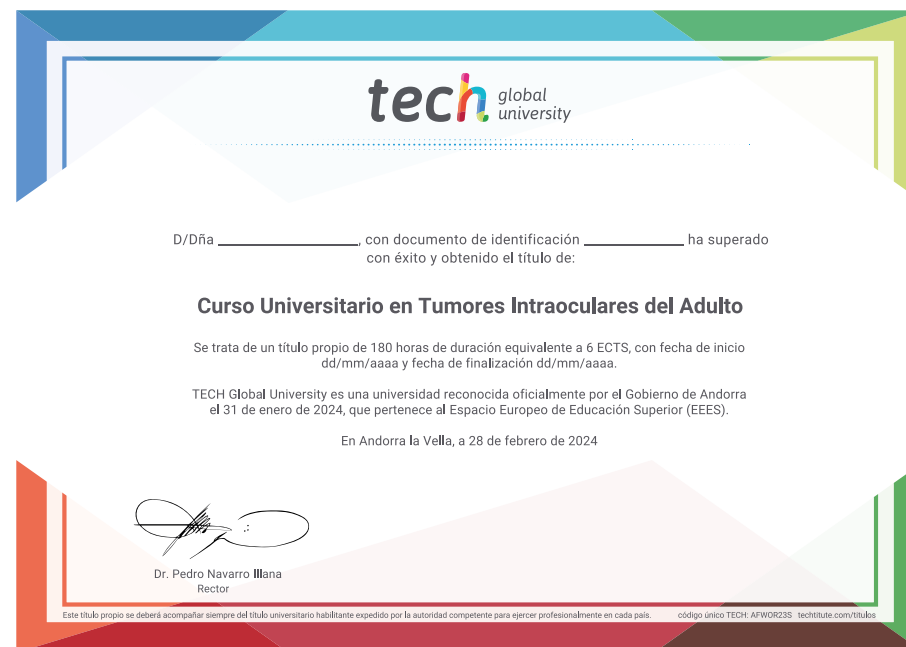 tech global university
D/Dña ____________________, con documento de identificación ______________ ha superado
con éxito y obtenido el título de:
Curso Universitario en Tumores Intraoculares del Adulto
Se trata de un título propio de 180 horas de duración equivalente a 6 ECTS, con fecha de inicio
dd/mm/aaaa y fecha de finalización dd/mm/aaaa.
TECH Global University es una universidad reconocida oficialmente por el Gobierno de Andorra
el 31 de enero de 2024, que pertenece al Espacio Europeo de Educación Superior (EEES).
En Andorra la Vella, a 28 de febrero de 2024
Dr. Pedro Navarro Illana
Rector
Este título propio se deberá acompañar siempre del título universitario habilitante expedido por la autoridad competente para ejercer profesionalmente en cada país. código único TECH: AFWOR23S techtitute.com/titulos